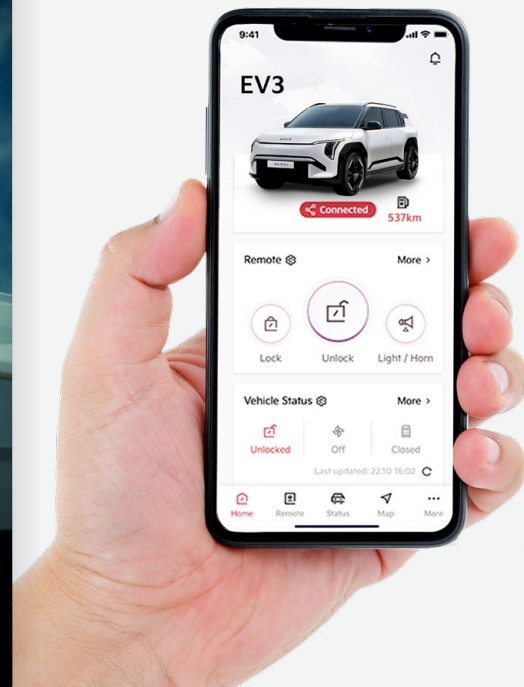 9:41
EV3
Connected
537km
Remote More >
Lock Unlock Light / Horn
Vehicle Status More >
Unlocked Off Closed
Last updated: 22.10 16:02
Home Remote Status Map More